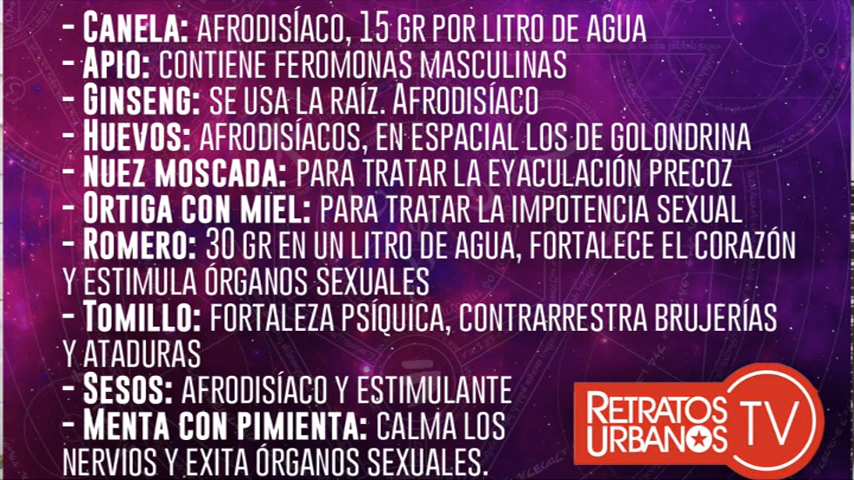 - Canela: afrodisíaco, 15 gr por litro de agua
- Apio: contiene feromonas masculinas
- Ginseng: se usa la raíz. Afrodisíaco
- Huevos: afrodisíacos, en espacial los de golondrina
- Nuez moscada: para tratar la eyaculación precoz
- Ortiga con miel: para tratar la impotencia sexual
- Romero: 30 gr en un litro de agua, fortalece el corazón
y estimula órganos sexuales
- Tomillo: fortaleza psíquica, contrarrestra brujerías
y ataduras
- Sesos: afrodisíaco y estimulante
- Menta con pimienta: calma los
nervios y exita órganos sexuales.
Retratos
Urbanos
TV